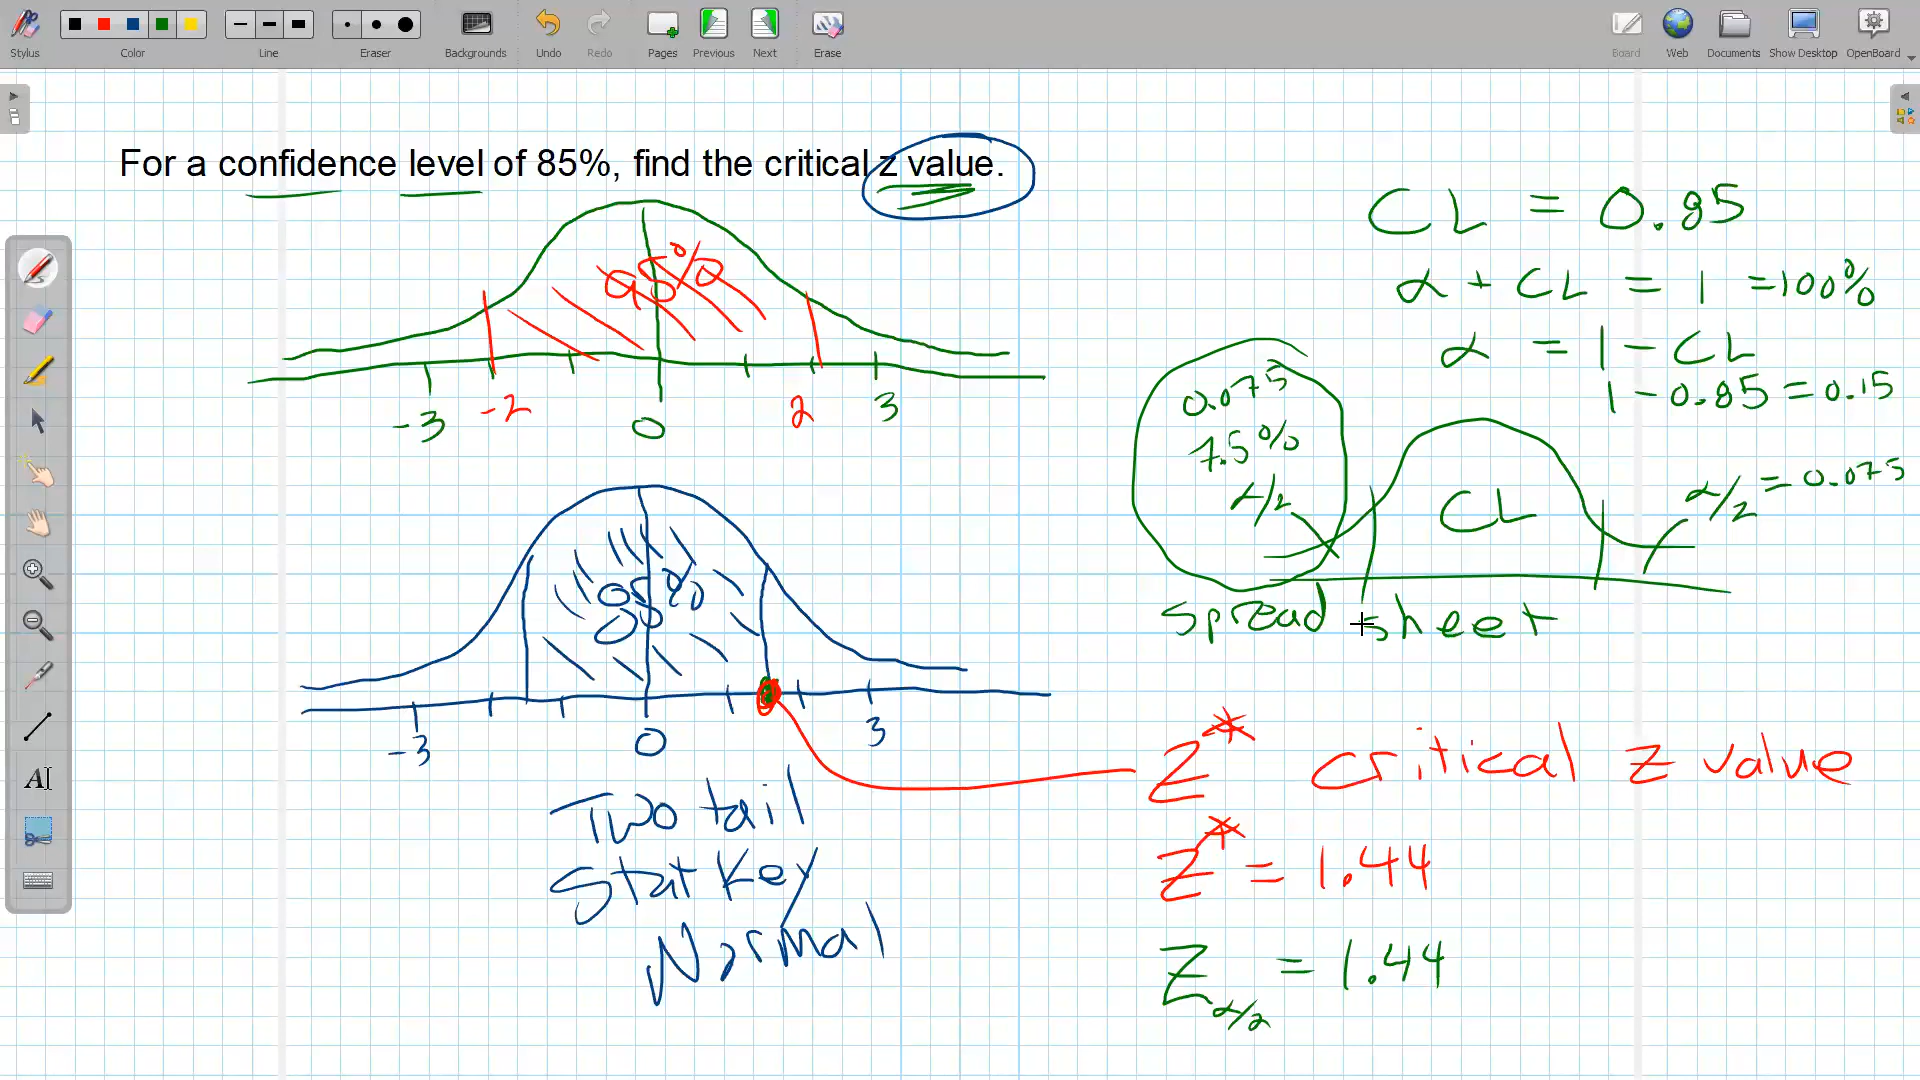 Stylus
Color
Line
Eraser
Backgrounds
Undo
Redo
Pages
Previous
Next
Erase
Board
Web
Documents
Show Desktop
OpenBoard
For a confidence level of 85%, find the critical z value.
95%
-3
-2
0
2
3
85%
-3
0
3
Two tail
StatKey
Normal
CL = 0.85
α + CL = 1 = 100%
α = 1 - CL
1 - 0.85 = 0.15
0.075
7.5%
α/2
CL
α/2 = 0.075
spread sheet
Z* critical z value
Z* = 1.44
Zα/2 = 1.44
AI